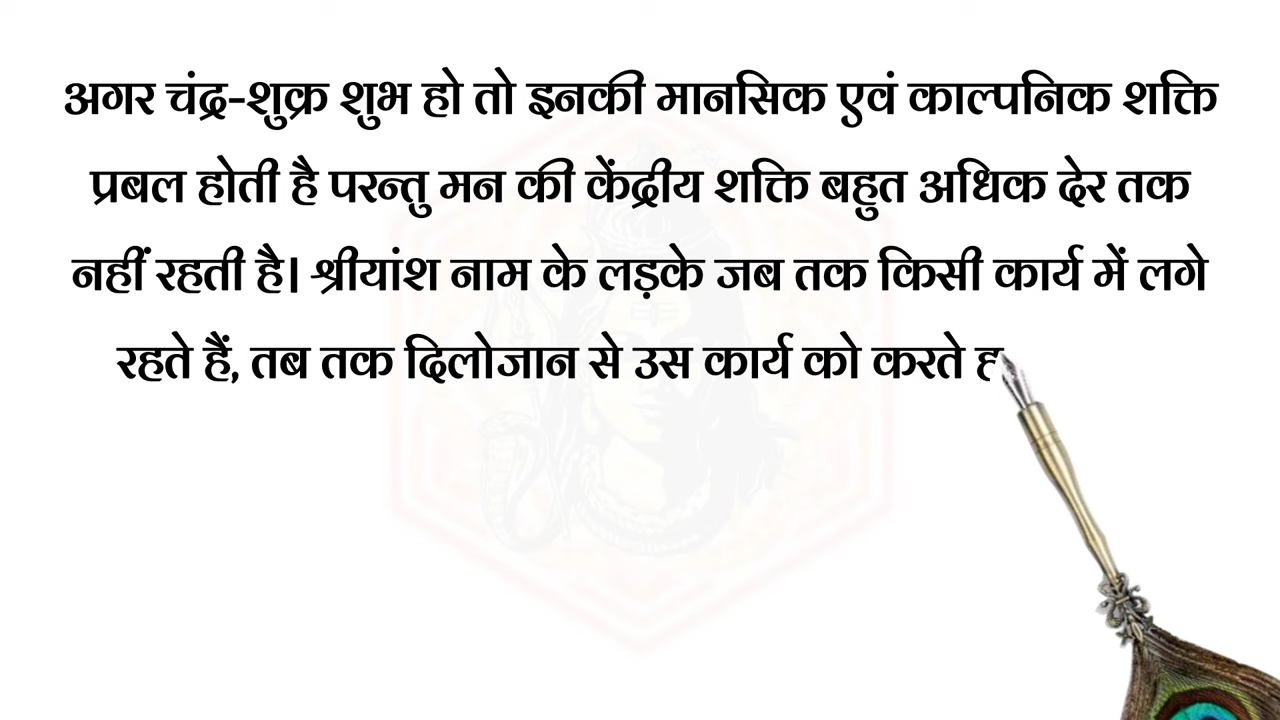 अगर चंद्र-शुक्र शुभ हो तो इनकी मानसिक एवं काल्पनिक शक्ति
प्रबल होती है परन्तु मन की केंद्रीय शक्ति बहुत अधिक देर तक
नहीं रहती है। श्रीयांश नाम के लड़के जब तक किसी कार्य में लगे
रहते हैं, तब तक दिलोजान से उस कार्य को करते